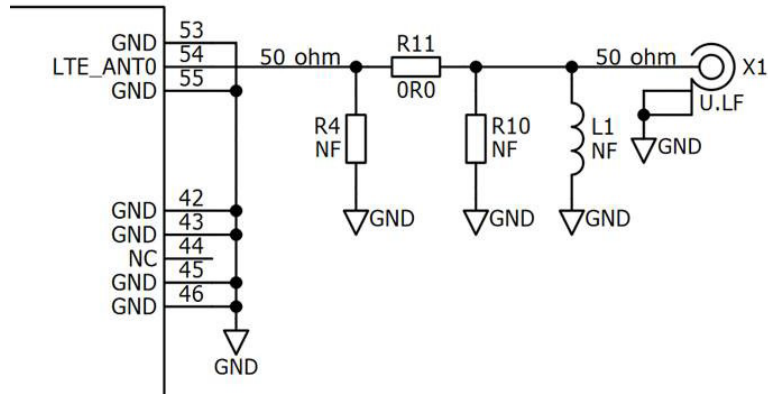 GND 53
LTE_ANT0 54
GND 55
50 ohm
R11
0R0
50 ohm
X1
U.LF
GND
R4
NF
GND
R10
NF
GND
L1
NF
GND
GND 42
GND 43
NC 44
GND 45
GND 46
GND